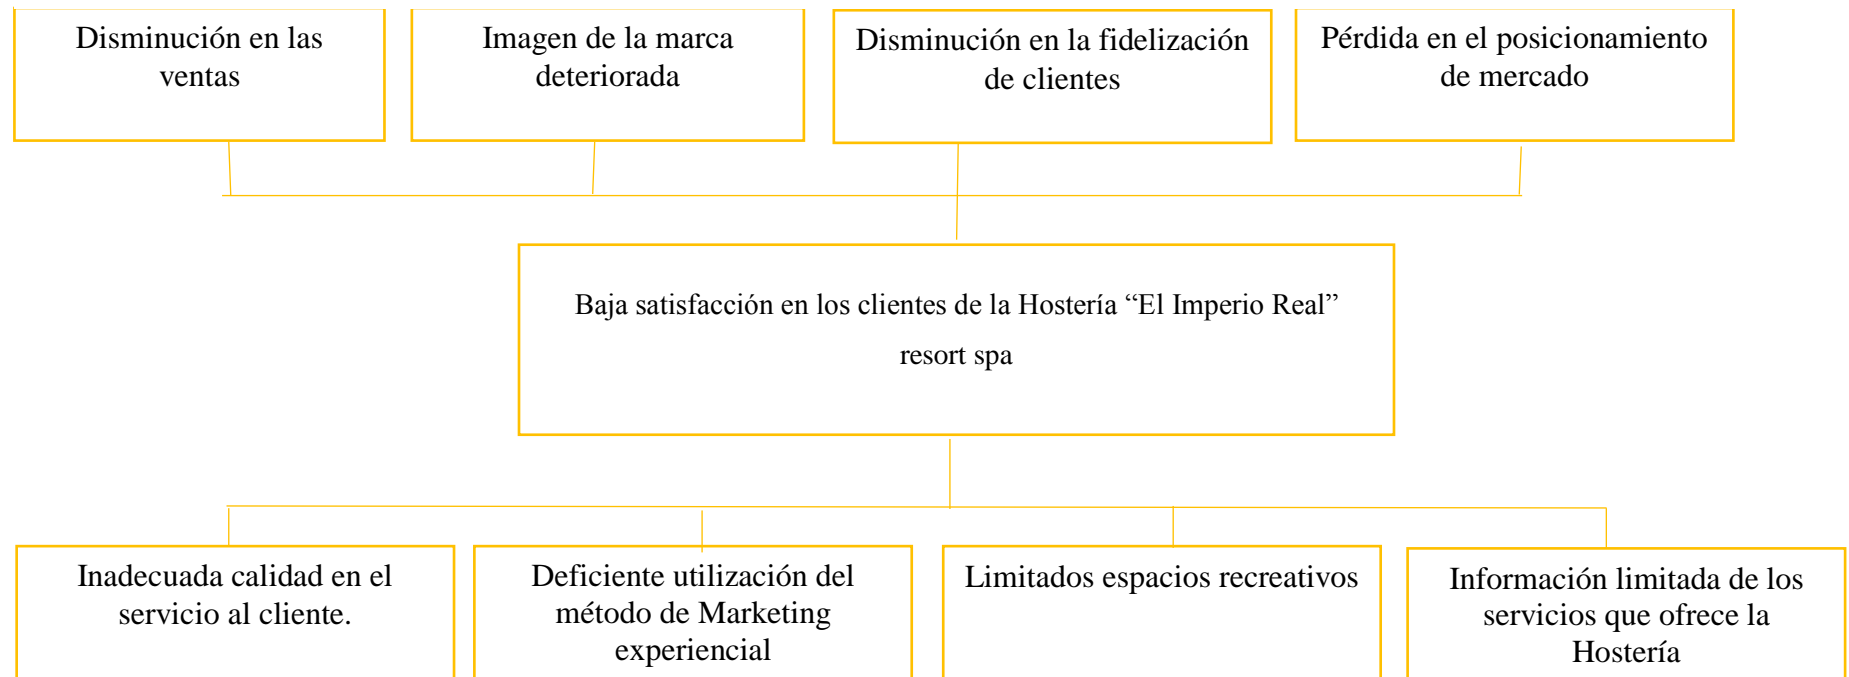 Disminución en las
ventas
Imagen de la marca
deteriorada
Disminución en la fidelización
de clientes
Pérdida en el posicionamiento
de mercado
Baja satisfacción en los clientes de la Hostería “El Imperio Real”
resort spa
Inadecuada calidad en el
servicio al cliente.
Deficiente utilización del
método de Marketing
experiencial
Limitados espacios recreativos
Información limitada de los
servicios que ofrece la
Hostería